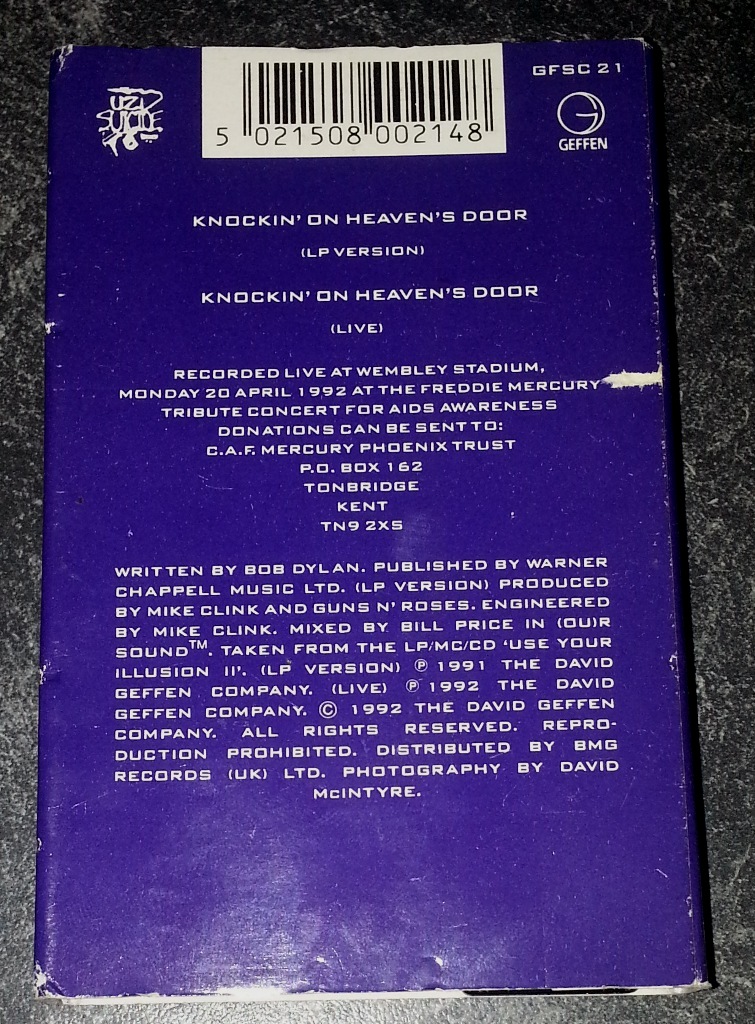 UZI
SUICIDE
GFSC 21
5 021508 002148
GEFFEN
KNOCKIN' ON HEAVEN'S DOOR
(LP VERSION)
KNOCKIN' ON HEAVEN'S DOOR
(LIVE)
RECORDED LIVE AT WEMBLEY STADIUM,
MONDAY 20 APRIL 1992 AT THE FREDDIE MERCURY
TRIBUTE CONCERT FOR AIDS AWARENESS
DONATIONS CAN BE SENT TO:
C.A.F. MERCURY PHOENIX TRUST
P.O. BOX 162
TONBRIDGE
KENT
TN9 2XS
WRITTEN BY BOB DYLAN. PUBLISHED BY WARNER
CHAPPELL MUSIC LTD. (LP VERSION) PRODUCED
BY MIKE CLINK AND GUNS N' ROSES. ENGINEERED
BY MIKE CLINK. MIXED BY BILL PRICE IN (OU)R
SOUND™. TAKEN FROM THE LP/MC/CD 'USE YOUR
ILLUSION II'. (LP VERSION) ℗ 1991 THE DAVID
GEFFEN COMPANY. (LIVE) ℗ 1992 THE DAVID
GEFFEN COMPANY. © 1992 THE DAVID GEFFEN
COMPANY. ALL RIGHTS RESERVED. REPRO-
DUCTION PROHIBITED. DISTRIBUTED BY BMG
RECORDS (UK) LTD. PHOTOGRAPHY BY DAVID
McINTYRE.